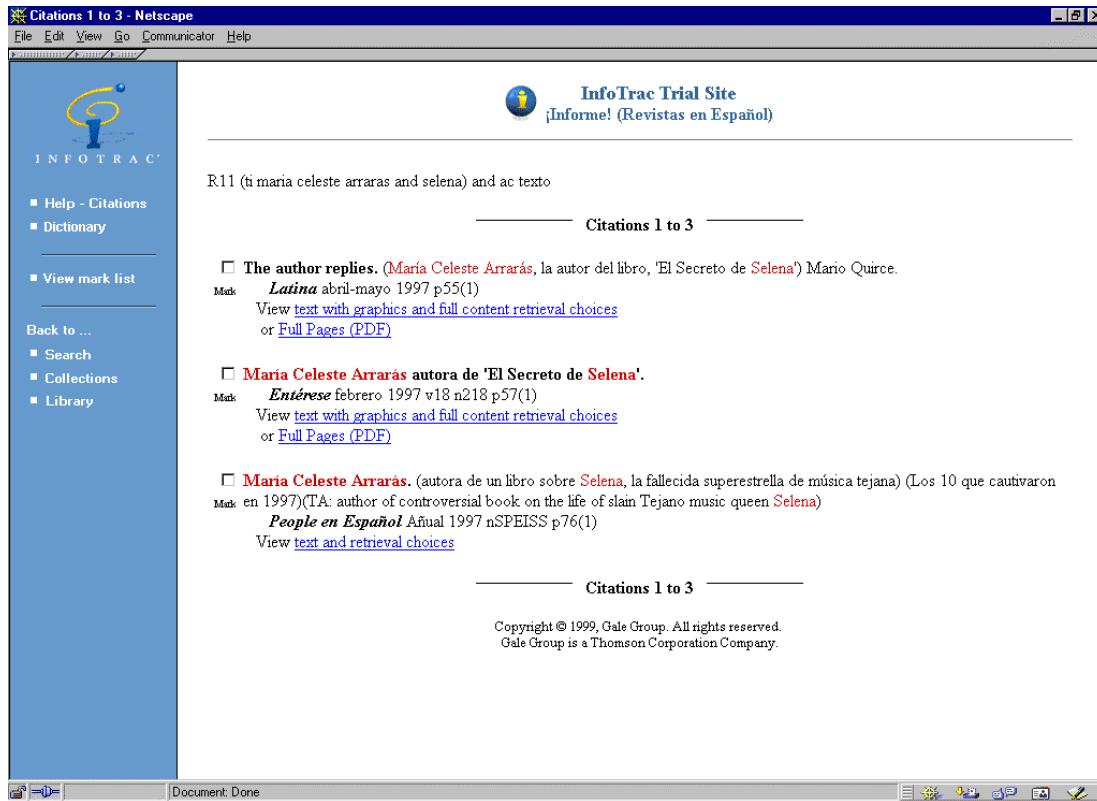 Citations 1 to 3 - Netscape
File Edit View Go Communicator Help
INFOTRAC
Help - Citations
Dictionary
View mark list
Back to ...
Search
Collections
Library
InfoTrac Trial Site
¡Informe! (Revistas en Español)
R11 (ti maria celeste arraras and selena) and ac texto
Citations 1 to 3
The author replies. (María Celeste Arrarás, la autor del libro, 'El Secreto de Selena') Mario Quirce.
Mark Latina abril-mayo 1997 p55(1)
View text with graphics and full content retrieval choices
or Full Pages (PDF)
María Celeste Arrarás autora de 'El Secreto de Selena'.
Mark Entérese febrero 1997 v18 n218 p57(1)
View text with graphics and full content retrieval choices
or Full Pages (PDF)
María Celeste Arrarás. (autora de un libro sobre Selena, la fallecida superestrella de música tejana) (Los 10 que cautivaron
Mark en 1997)(TA: author of controversial book on the life of slain Tejano music queen Selena)
People en Español Añual 1997 nSPEISS p76(1)
View text and retrieval choices
Citations 1 to 3
Copyright © 1999, Gale Group. All rights reserved.
Gale Group is a Thomson Corporation Company.
Document: Done